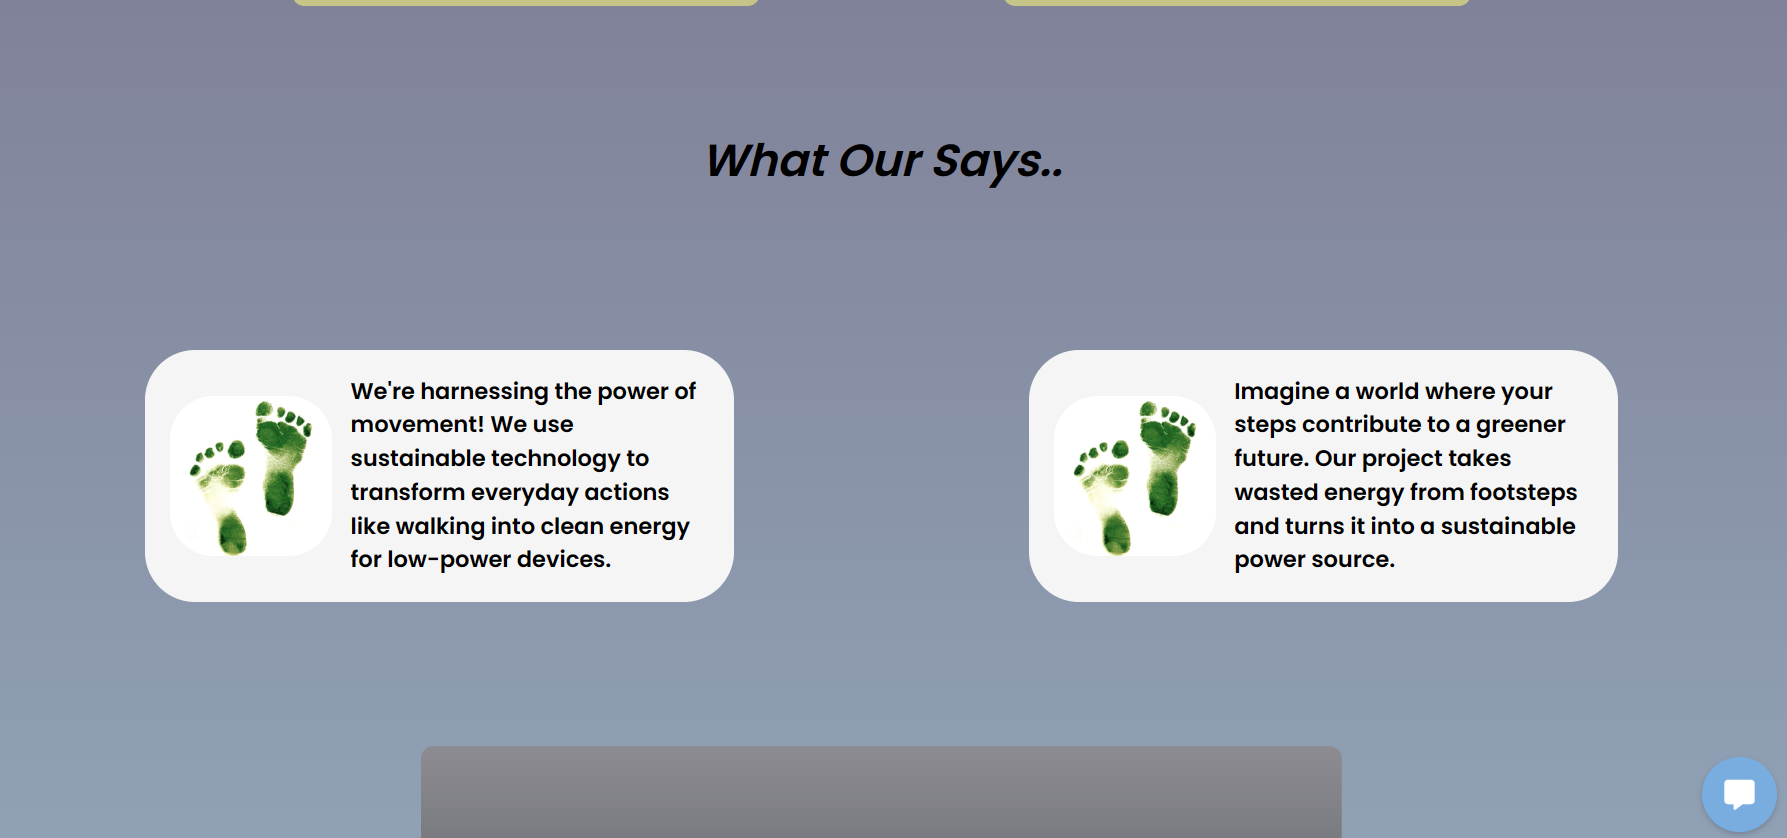 What Our Says..
We're harnessing the power of
movement! We use
sustainable technology to
transform everyday actions
like walking into clean energy
for low-power devices.
Imagine a world where your
steps contribute to a greener
future. Our project takes
wasted energy from footsteps
and turns it into a sustainable
power source.